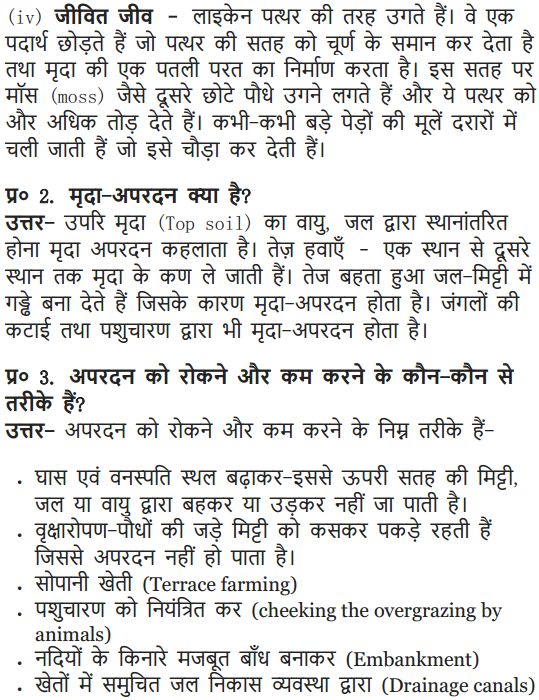 (iv) जीवित जीव - लाइकेन पत्थर की तरह उगते हैं। वे एक
पदार्थ छोड़ते हैं जो पत्थर की सतह को चूर्ण के समान कर देता है
तथा मृदा की एक पतली परत का निर्माण करता है। इस सतह पर
मॉस (moss) जैसे दूसरे छोटे पौधे उगने लगते हैं और ये पत्थर को
और अधिक तोड़ देते हैं। कभी-कभी बड़े पेड़ों की मूलें दरारों में
चली जाती हैं जो इसे चौड़ा कर देती हैं।
प्र० 2. मृदा-अपरदन क्या है?
उत्तर- उपरि मृदा (Top soil) का वायु, जल द्वारा स्थानांतरित
होना मृदा अपरदन कहलाता है। तेज़ हवाएँ - एक स्थान से दूसरे
स्थान तक मृदा के कण ले जाती हैं। तेज बहता हुआ जल-मिट्टी में
गड्ढे बना देते हैं जिसके कारण मृदा-अपरदन होता है। जंगलों की
कटाई तथा पशुचारण द्वारा भी मृदा-अपरदन होता है।
प्र० 3. अपरदन को रोकने और कम करने के कौन-कौन से
तरीके हैं?
उत्तर- अपरदन को रोकने और कम करने के निम्न तरीके हैं-
• घास एवं वनस्पति स्थल बढ़ाकर-इससे ऊपरी सतह की मिट्टी,
जल या वायु द्वारा बहकर या उड़कर नहीं जा पाती है।
• वृक्षारोपण-पौधों की जड़े मिट्टी को कसकर पकड़े रहती हैं
जिससे अपरदन नहीं हो पाता है।
• सोपानी खेती (Terrace farming)
• पशुचारण को नियंत्रित कर (cheeking the overgrazing by
animals)
• नदियों के किनारे मजबूत बाँध बनाकर (Embankment)
• खेतों में समुचित जल निकास व्यवस्था द्वारा (Drainage canals)